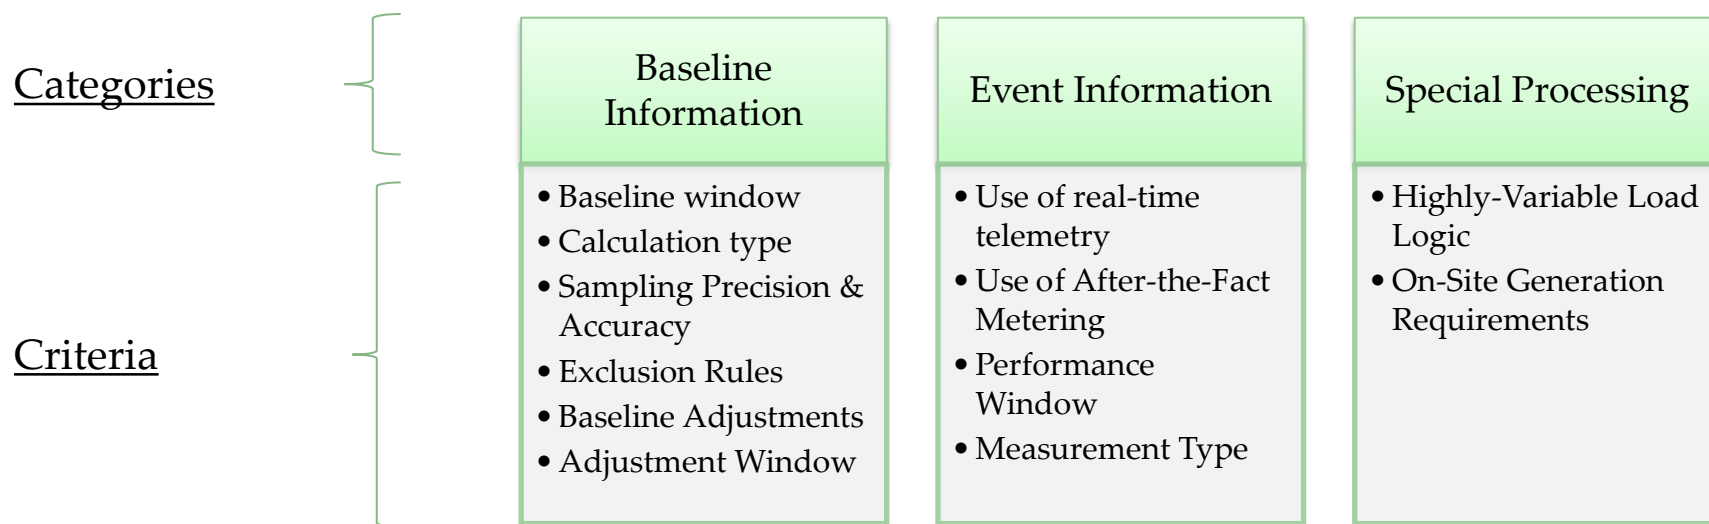 Categories
Baseline
Information
Event Information
Special Processing
Criteria
• Baseline window
• Calculation type
• Sampling Precision &
Accuracy
• Exclusion Rules
• Baseline Adjustments
• Adjustment Window
• Use of real-time
telemetry
• Use of After-the-Fact
Metering
• Performance
Window
• Measurement Type
• Highly-Variable Load
Logic
• On-Site Generation
Requirements